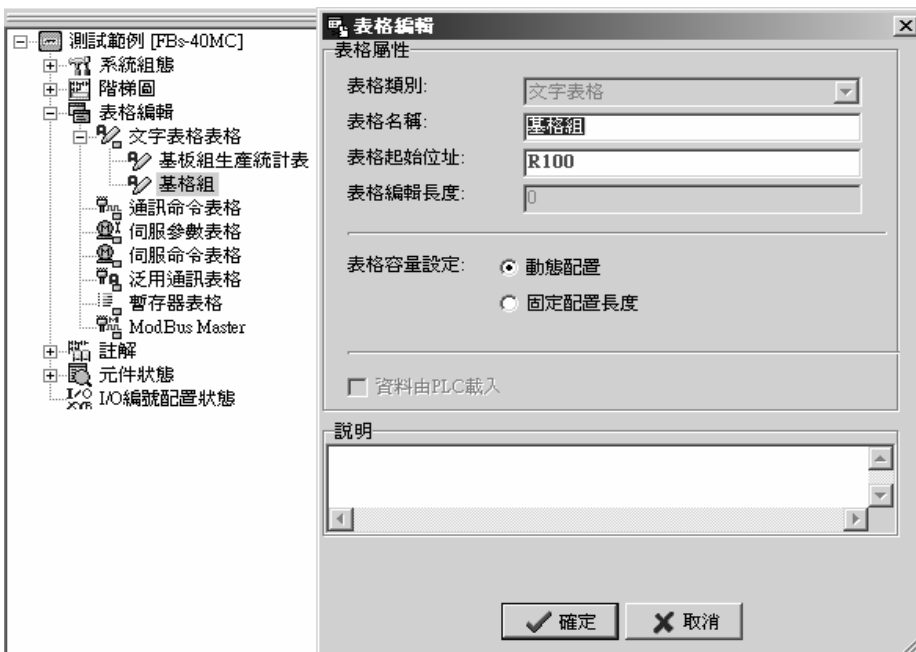 測試範例 [FBs-40MC]
系統組態
階梯圖
表格編輯
文字表格表格
基板組生產統計表
基格組
通訊命令表格
伺服參數表格
伺服命令表格
泛用通訊表格
暫存器表格
ModBus Master
註解
元件狀態
I/O編號配置狀態
表格編輯
表格屬性
表格類別: 文字表格
表格名稱: 基格組
表格起始位址: R100
表格編輯長度: 0
表格容量設定: 動態配置
固定配置長度
資料由PLC載入
說明
確定 取消